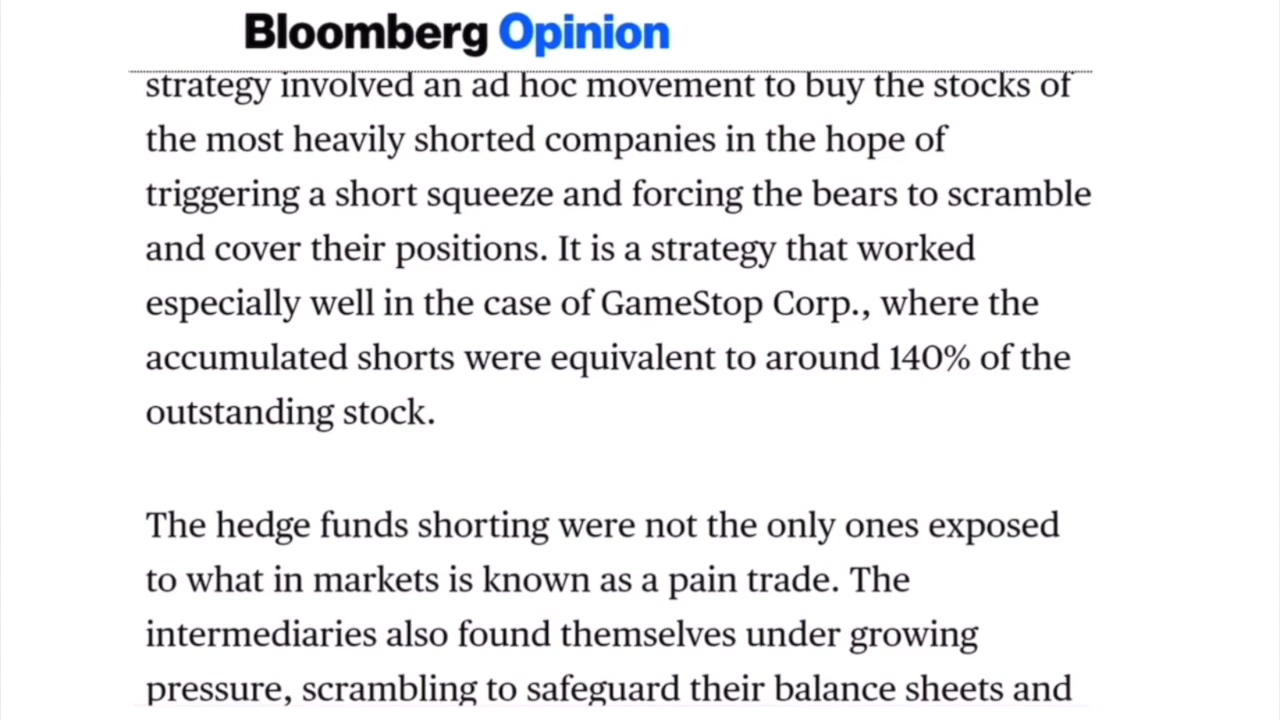 Bloomberg Opinion
strategy involved an ad hoc movement to buy the stocks of
the most heavily shorted companies in the hope of
triggering a short squeeze and forcing the bears to scramble
and cover their positions. It is a strategy that worked
especially well in the case of GameStop Corp., where the
accumulated shorts were equivalent to around 140% of the
outstanding stock.
The hedge funds shorting were not the only ones exposed
to what in markets is known as a pain trade. The
intermediaries also found themselves under growing
pressure, scrambling to safeguard their balance sheets and